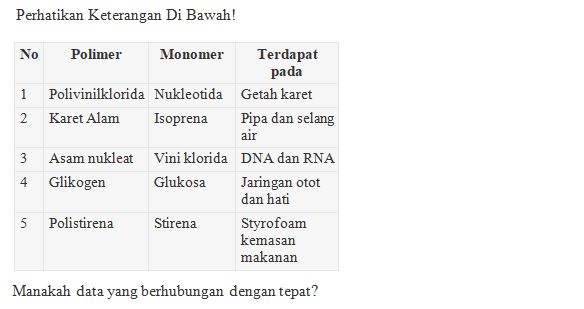 Perhatikan Keterangan Di Bawah!
No Polimer Monomer Terdapat
pada
1 Polivinilklorida Nukleotida Getah karet
2 Karet Alam Isoprena Pipa dan selang
air
3 Asam nukleat Vini klorida DNA dan RNA
4 Glikogen Glukosa Jaringan otot
dan hati
5 Polistirena Stirena Styrofoam
kemasan
makanan
Manakah data yang berhubungan dengan tepat?